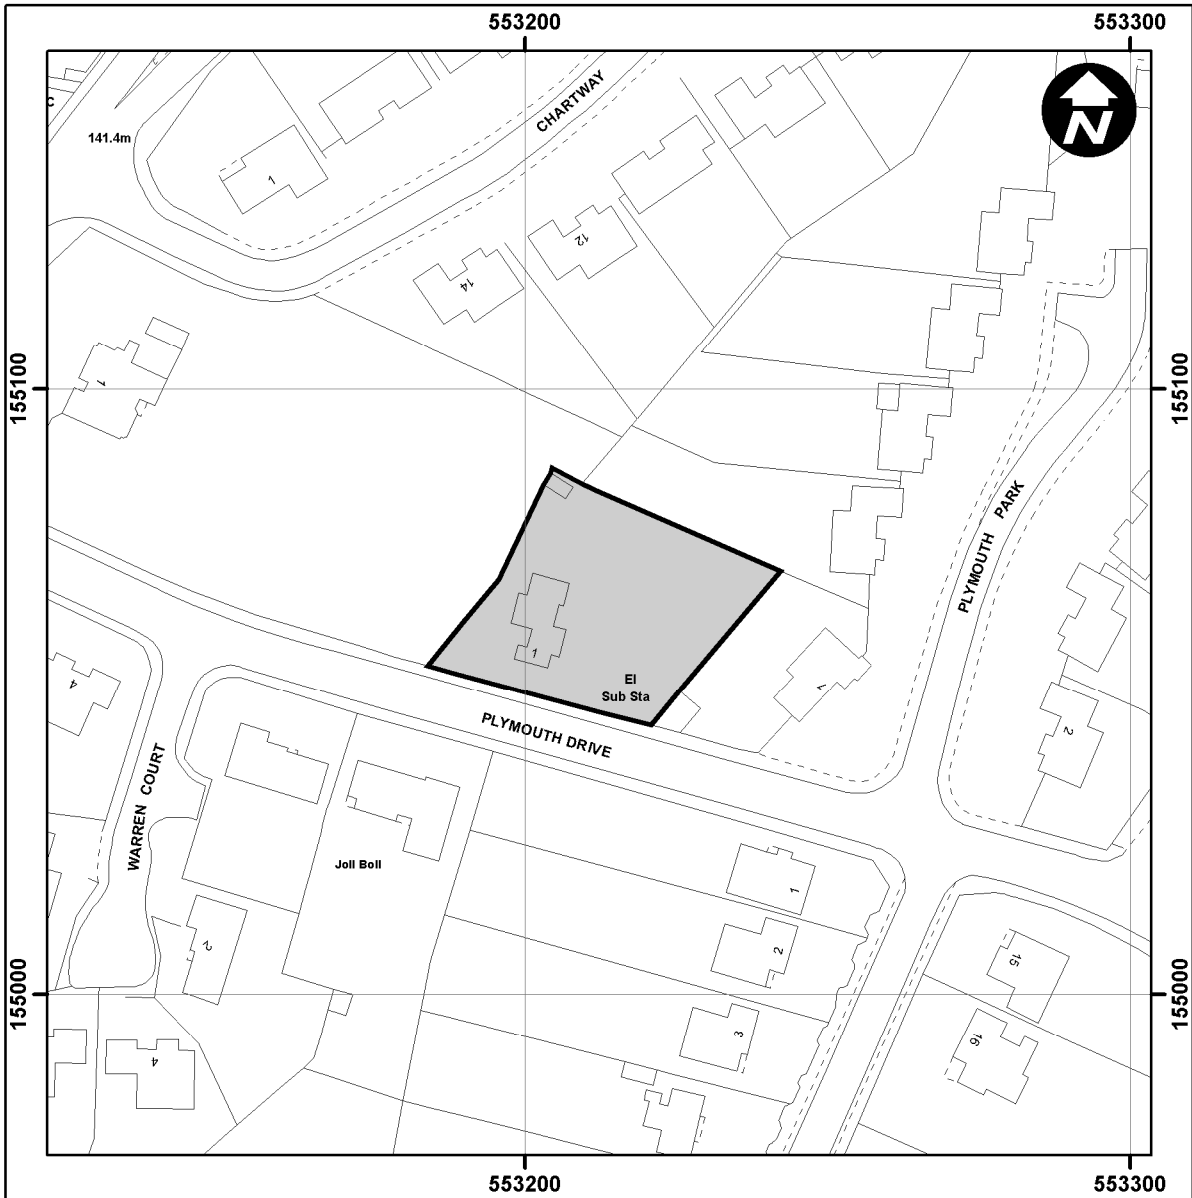 553200
553300
C
CHARTWAY
N
141.4m
1
12
14
155100
155100
1
PLYMOUTH PARK
1
El
Sub Sta
1
4
PLYMOUTH DRIVE
2
WARREN COURT
Joll Boll
1
2
2
15
155000
155000
3
16
4
553200
553300